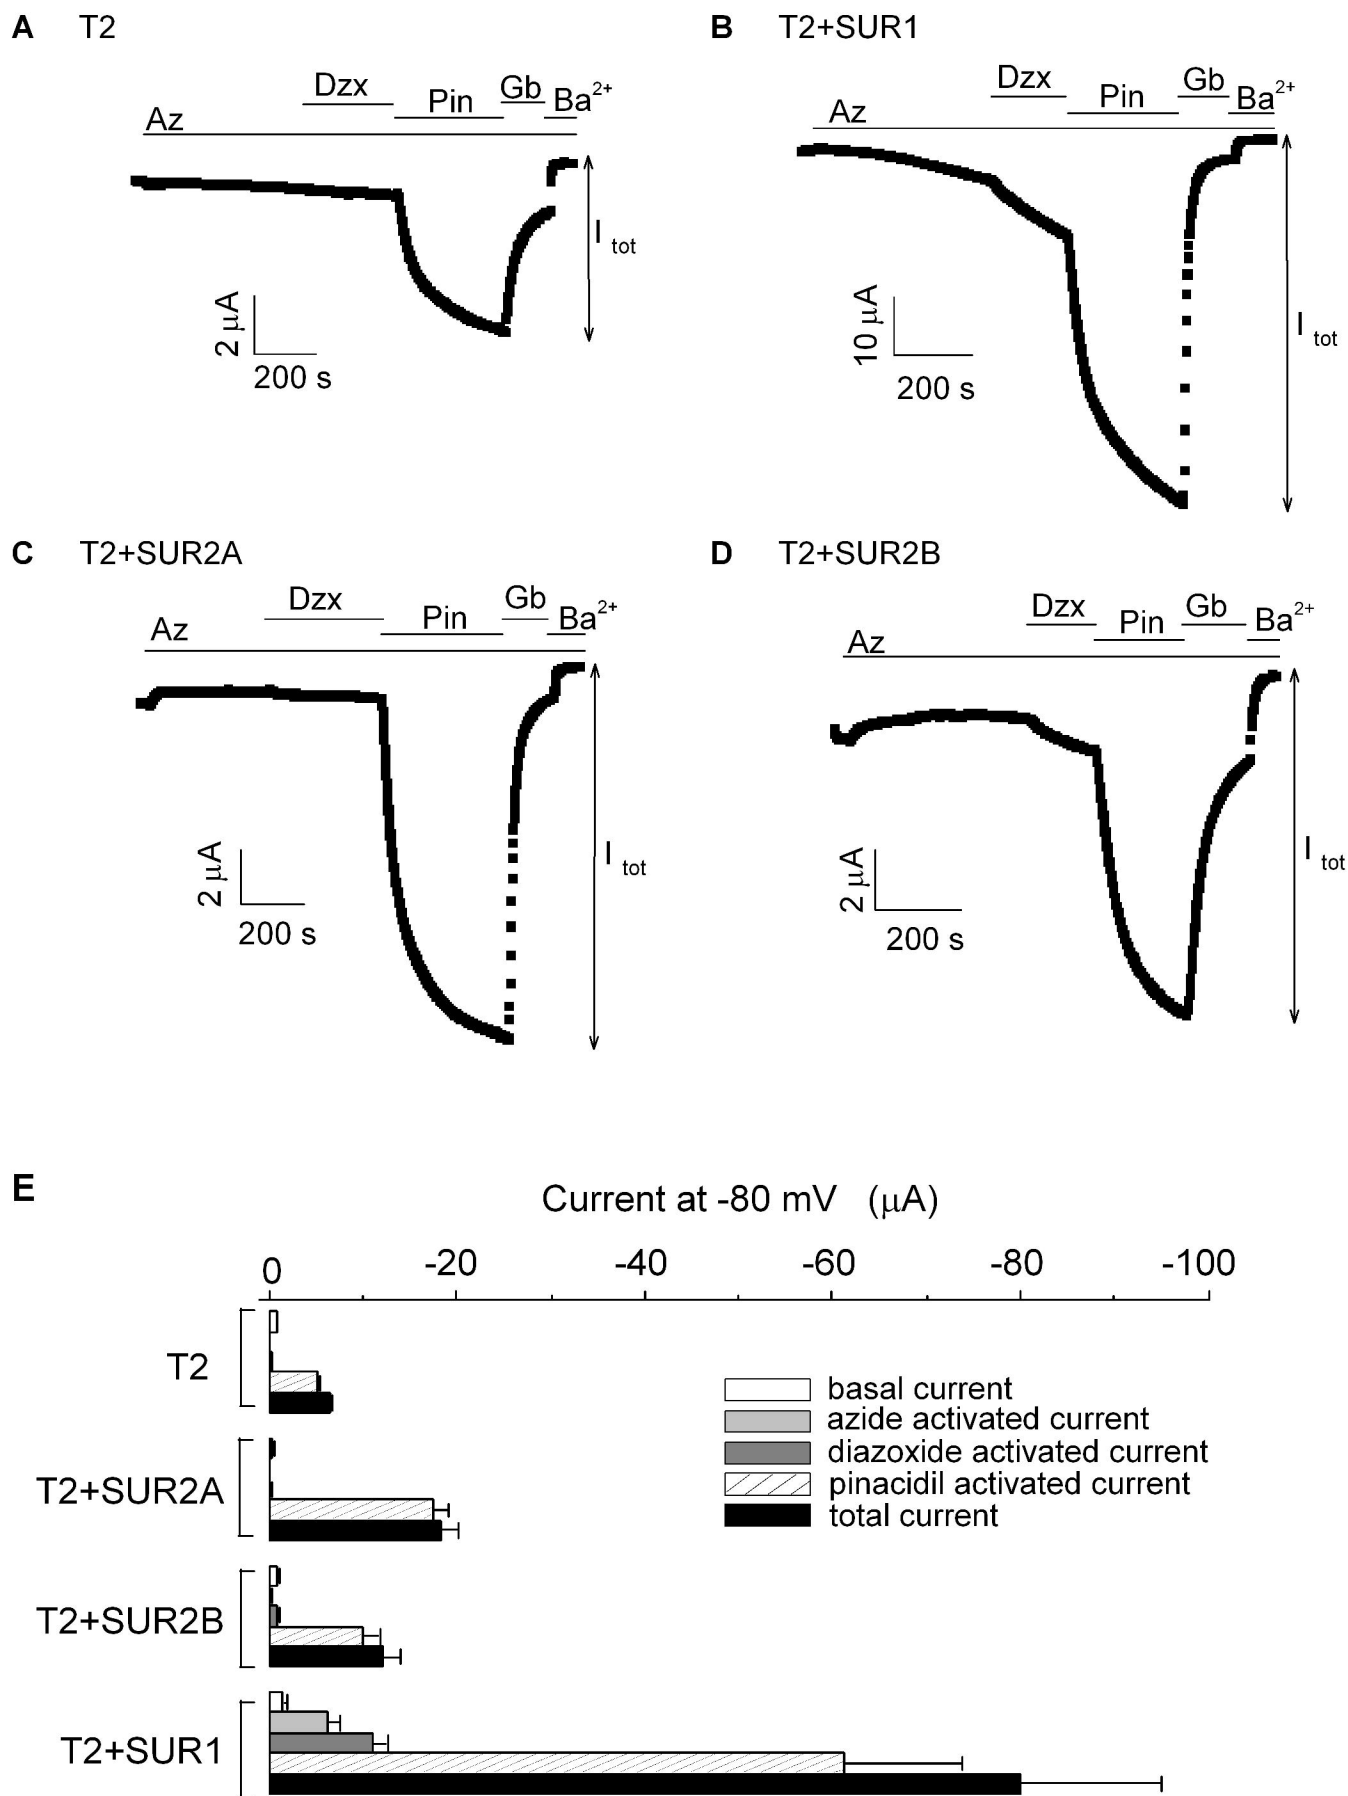 A T2
Dzx
Pin
Gb
Ba2+
Az
I tot
2 μA
200 s
B T2+SUR1
Dzx
Pin
Gb
Ba2+
Az
I tot
10 μA
200 s
C T2+SUR2A
Dzx
Pin
Gb
Ba2+
Az
I tot
2 μA
200 s
D T2+SUR2B
Dzx
Pin
Gb
Ba2+
Az
I tot
2 μA
200 s
E
Current at -80 mV (μA)
0 -20 -40 -60 -80 -100
T2
T2+SUR2A
T2+SUR2B
T2+SUR1
basal current
azide activated current
diazoxide activated current
pinacidil activated current
total current